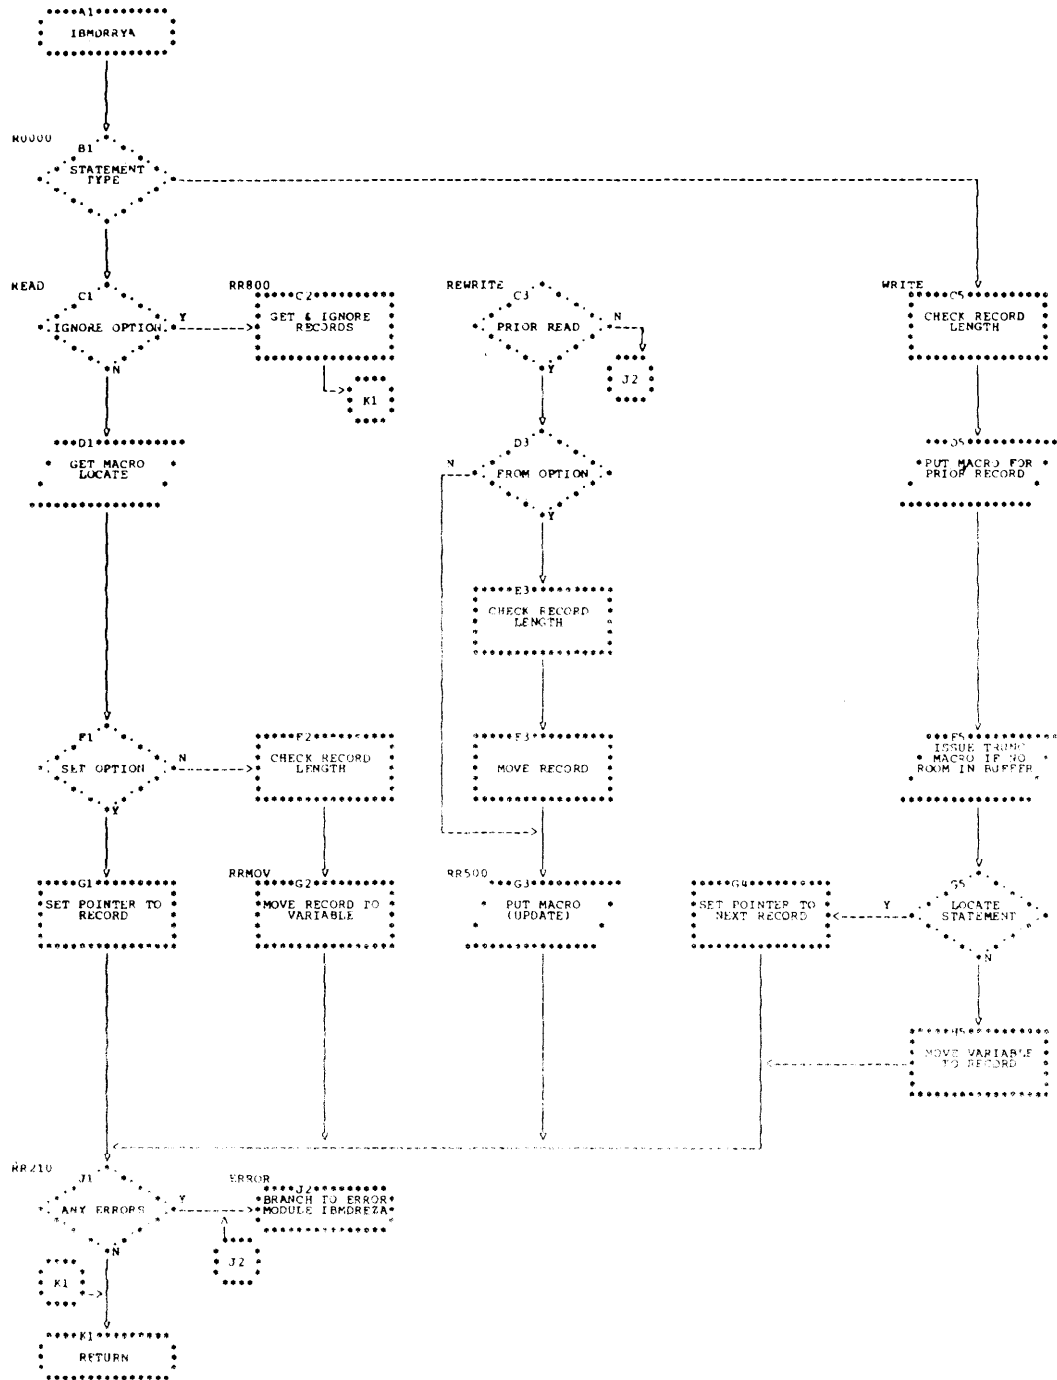 A1
IBMDRRYA
R0000
B1
STATEMENT
TYPE
READ
C1
IGNORE OPTION
Y
N
RR800
C2
GET & IGNORE
RECORDS
K1
REWRITE
C3
PRIOR READ
N
Y
J2
WRITE
C5
CHECK RECORD
LENGTH
D1
GET MACRO
LOCATE
D3
FROM OPTION
N
Y
D5
PUT MACRO FOR
PRIOR RECORD
E3
CHECK RECORD
LENGTH
F1
SET OPTION
N
Y
F2
CHECK RECORD
LENGTH
F3
MOVE RECORD
F5
ISSUE TRUNC
MACRO IF NO
ROOM IN BUFFER
G1
SET POINTER TO
RECORD
RRMOV
G2
MOVE RECORD TO
VARIABLE
RR500
G3
PUT MACRO
(UPDATE)
G4
SET POINTER TO
NEXT RECORD
G5
LOCATE
STATEMENT
Y
N
H5
MOVE VARIABLE
TO RECORD
RR210
J1
ANY ERRORS
Y
N
ERROR
J2
BRANCH TO ERROR
MODULE IBMDREZA
J2
K1
K1
RETURN